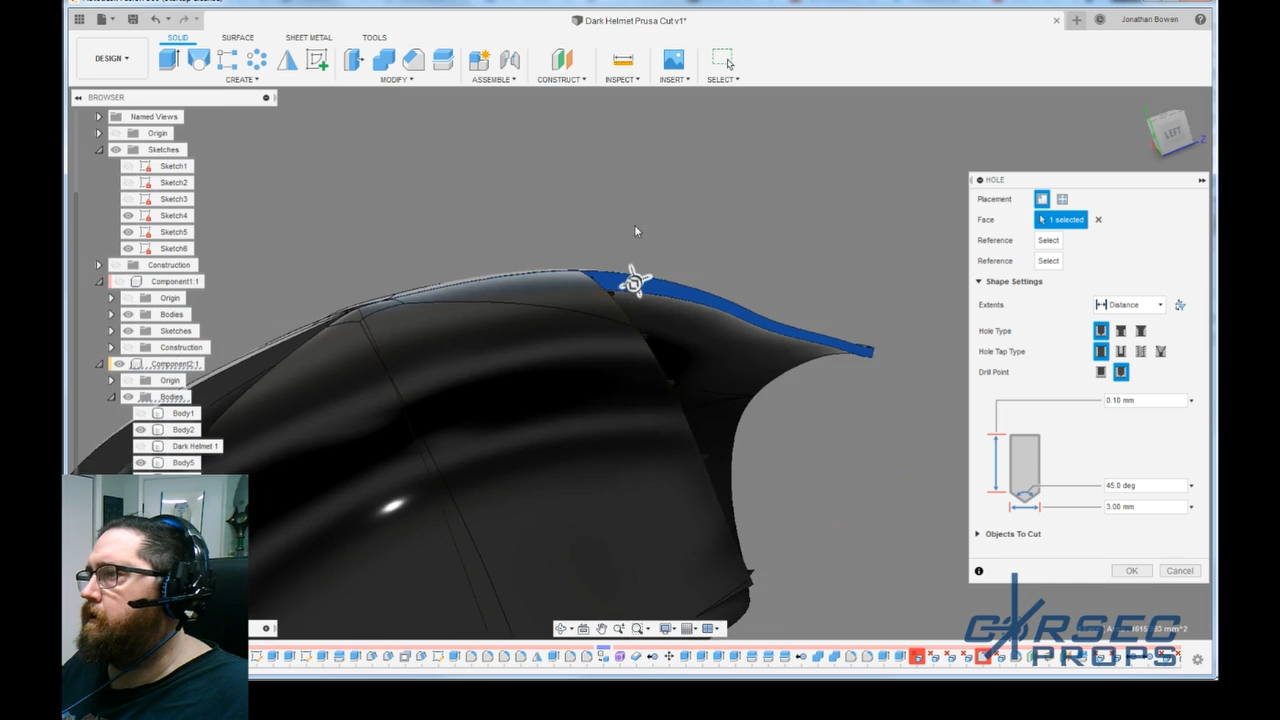 Dark Helmet Prusa Cut v1*
Jonathan Bowen
SOLID SURFACE SHEET METAL TOOLS
DESIGN
CREATE MODIFY ASSEMBLE CONSTRUCT INSPECT INSERT SELECT
BROWSER
Named Views
Origin
Sketches
Sketch1
Sketch2
Sketch3
Sketch4
Sketch5
Sketch6
Construction
Component1:1
Origin
Bodies
Sketches
Construction
Component2:1
Origin
Bodies
Body1
Body2
Dark Helmet 1
Body5
LEFT
Z
HOLE
Placement
Face 1 selected
Reference Select
Reference Select
Shape Settings
Extents Distance
Hole Type
Hole Tap Type
Drill Point
0.10 mm
45.0 deg
3.00 mm
Objects To Cut
OK Cancel
CORSEC
PROPS